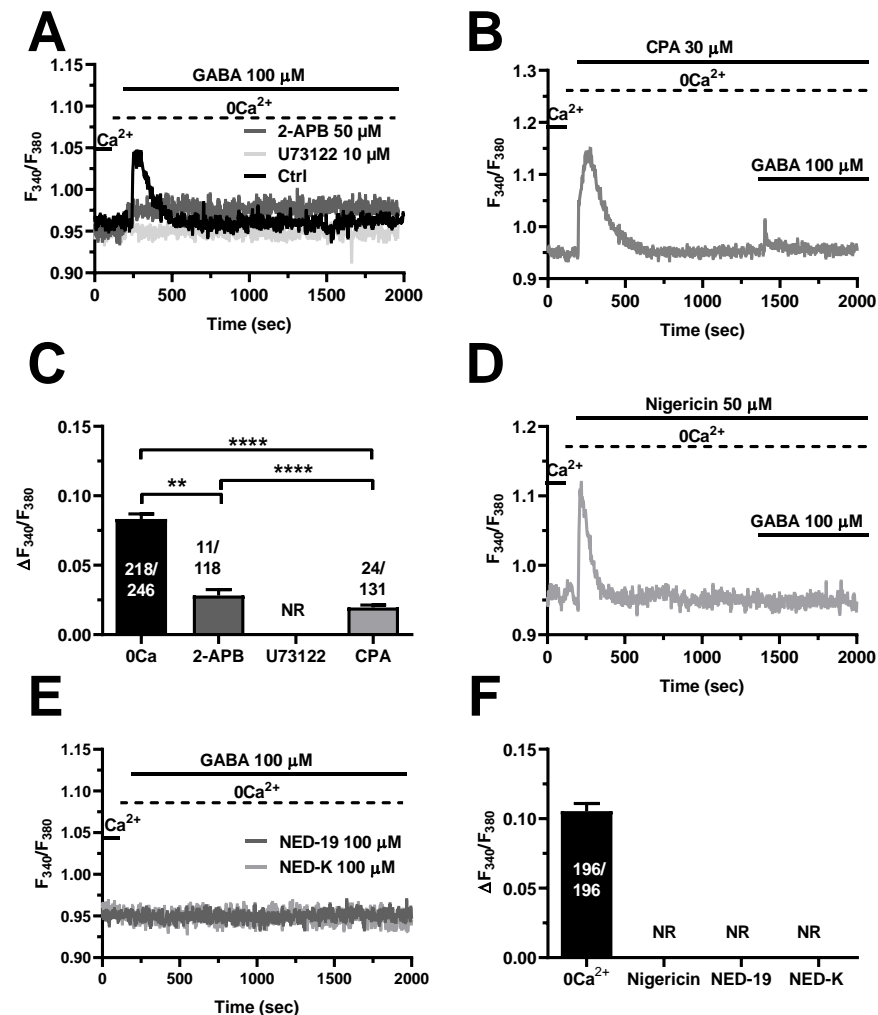 A
GABA 100 μM
0Ca2+
Ca2+
2-APB 50 μM
U73122 10 μM
Ctrl
F340/F380
1.15
1.10
1.05
1.00
0.95
0.90
0
500
1000
1500
2000
Time (sec)
B
CPA 30 μM
0Ca2+
Ca2+
GABA 100 μM
F340/F380
1.3
1.2
1.1
1.0
0.9
0
500
1000
1500
2000
Time (sec)
C
ΔF340/F380
0.15
0.10
0.05
0.00
****
**
****
218/
246
11/
118
NR
24/
131
0Ca
2-APB
U73122
CPA
D
Nigericin 50 μM
0Ca2+
Ca2+
GABA 100 μM
F340/F380
1.2
1.1
1.0
0.9
0
500
1000
1500
2000
Time (sec)
E
GABA 100 μM
0Ca2+
Ca2+
NED-19 100 μM
NED-K 100 μM
F340/F380
1.15
1.10
1.05
1.00
0.95
0.90
0
500
1000
1500
2000
Time (sec)
F
ΔF340/F380
0.15
0.10
0.05
0.00
196/
196
NR
NR
NR
0Ca2+
Nigericin
NED-19
NED-K